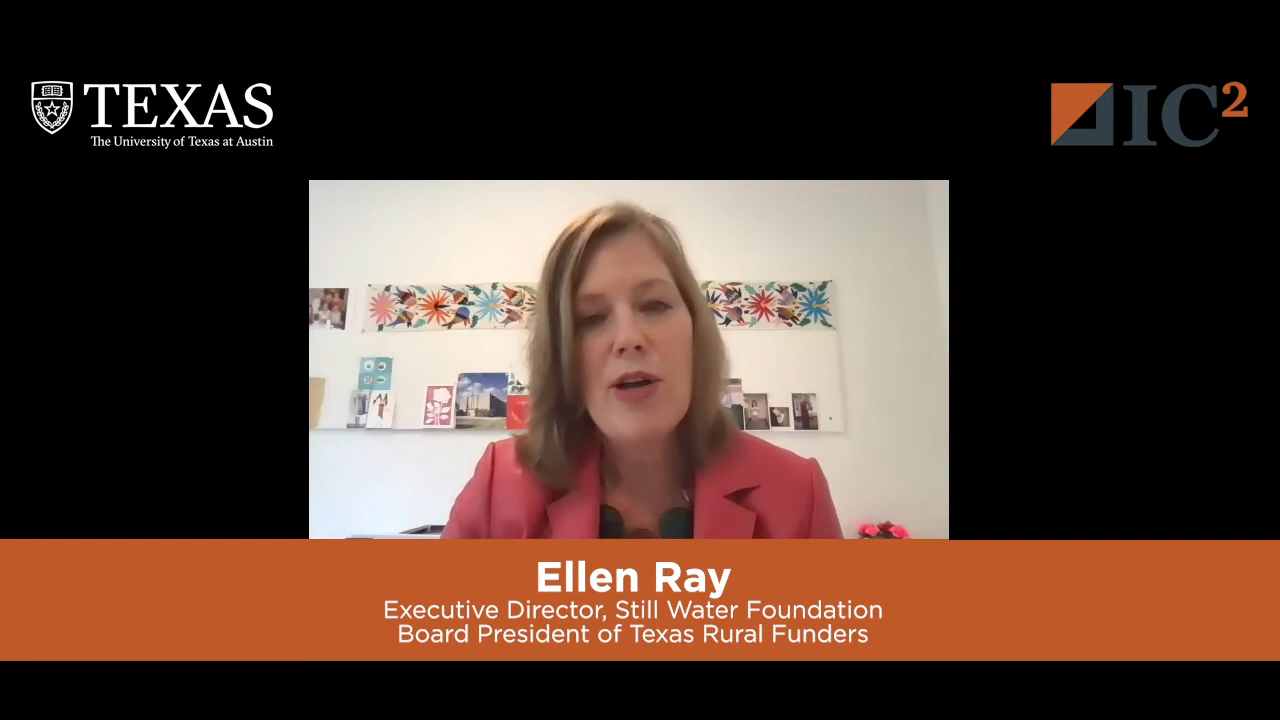 TEXAS
The University of Texas at Austin
IC²
Ellen Ray
Executive Director, Still Water Foundation
Board President of Texas Rural Funders